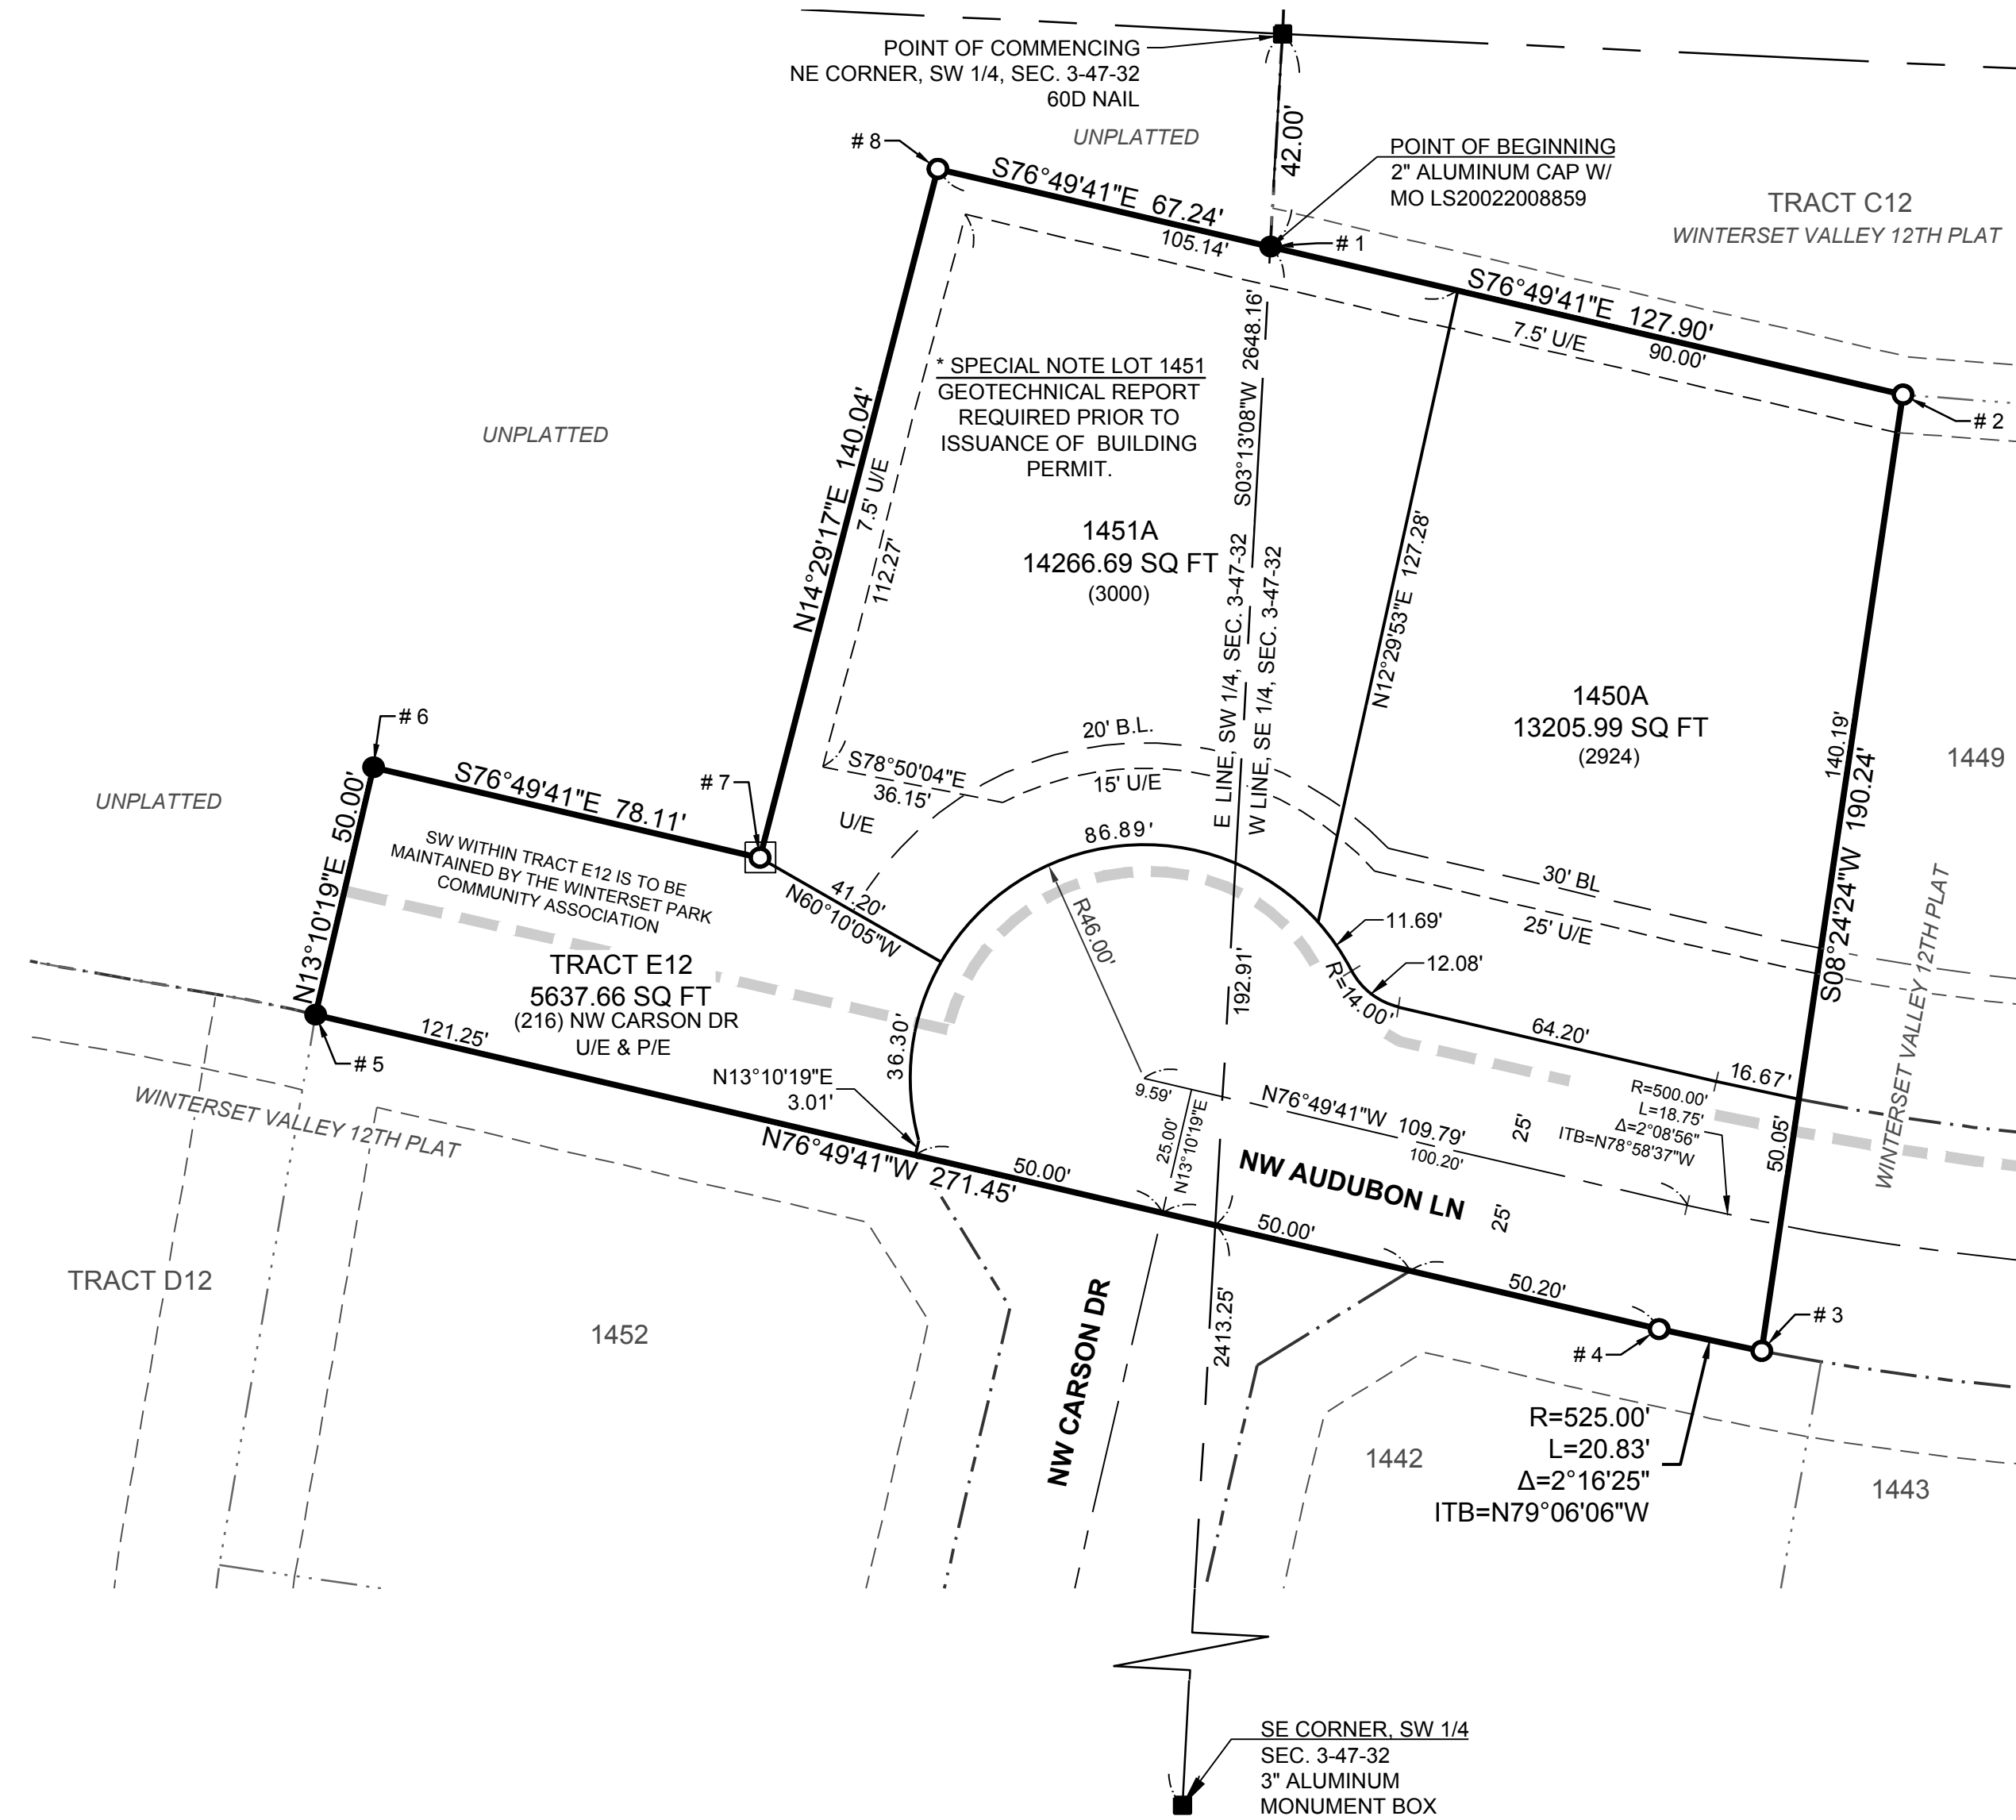 POINT OF COMMENCING
NE CORNER, SW 1/4, SEC. 3-47-32
60D NAIL
UNPLATTED
42.00'
# 8
POINT OF BEGINNING
2" ALUMINUM CAP W/
MO LS20022008859
S76°49'41"E 67.24'
105.14'
# 1
TRACT C12
WINTERSET VALLEY 12TH PLAT
S76°49'41"E 127.90'
7.5' U/E
90.00'
# 2
* SPECIAL NOTE LOT 1451
GEOTECHNICAL REPORT
REQUIRED PRIOR TO
ISSUANCE OF BUILDING
PERMIT.
S03°13'08"W 2648.16'
UNPLATTED
N14°29'17"E 140.04'
7.5' U/E
112.27'
1451A
14266.69 SQ FT
(3000)
E LINE, SW 1/4, SEC. 3-47-32
W LINE, SE 1/4, SEC. 3-47-32
N12°29'53"E 127.28'
1450A
13205.99 SQ FT
(2924)
140.19'
S08°24'24"W 190.24'
1449
# 6
UNPLATTED
N13°10'19"E 50.00'
S76°49'41"E 78.11'
# 7
S78°50'04"E
36.15'
U/E
20' B.L.
15' U/E
86.89'
30' BL
25' U/E
SW WITHIN TRACT E12 IS TO BE
MAINTAINED BY THE WINTERSET PARK
COMMUNITY ASSOCIATION
41.20'
N60°10'05"W
R46.00'
11.69'
12.08'
R=14.00'
TRACT E12
5637.66 SQ FT
(216) NW CARSON DR
U/E & P/E
192.91'
64.20'
16.67'
121.25'
36.30'
# 5
N13°10'19"E
3.01'
9.59'
25.00'
N13°10'19"E
N76°49'41"W 109.79'
100.20'
25'
R=500.00'
L=18.75'
Δ=2°08'56"
ITB=N78°58'37"W
50.05'
WINTERSET VALLEY 12TH PLAT
WINTERSET VALLEY 12TH PLAT
N76°49'41"W 271.45'
50.00'
NW AUDUBON LN
25'
50.00'
50.20'
TRACT D12
1452
NW CARSON DR
2413.25'
# 3
# 4
1442
R=525.00'
L=20.83'
Δ=2°16'25"
ITB=N79°06'06"W
1443
SE CORNER, SW 1/4
SEC. 3-47-32
3" ALUMINUM
MONUMENT BOX